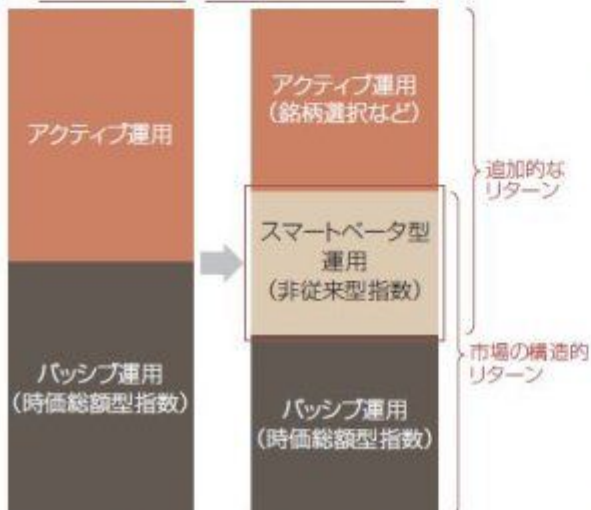 アクティブ運用
パッシブ運用
(時価総額型指数)
アクティブ運用
(銘柄選択など)
スマートベータ型
運用
(非従来型指数)
パッシブ運用
(時価総額型指数)
追加的な
リターン
市場の構造的
リターン